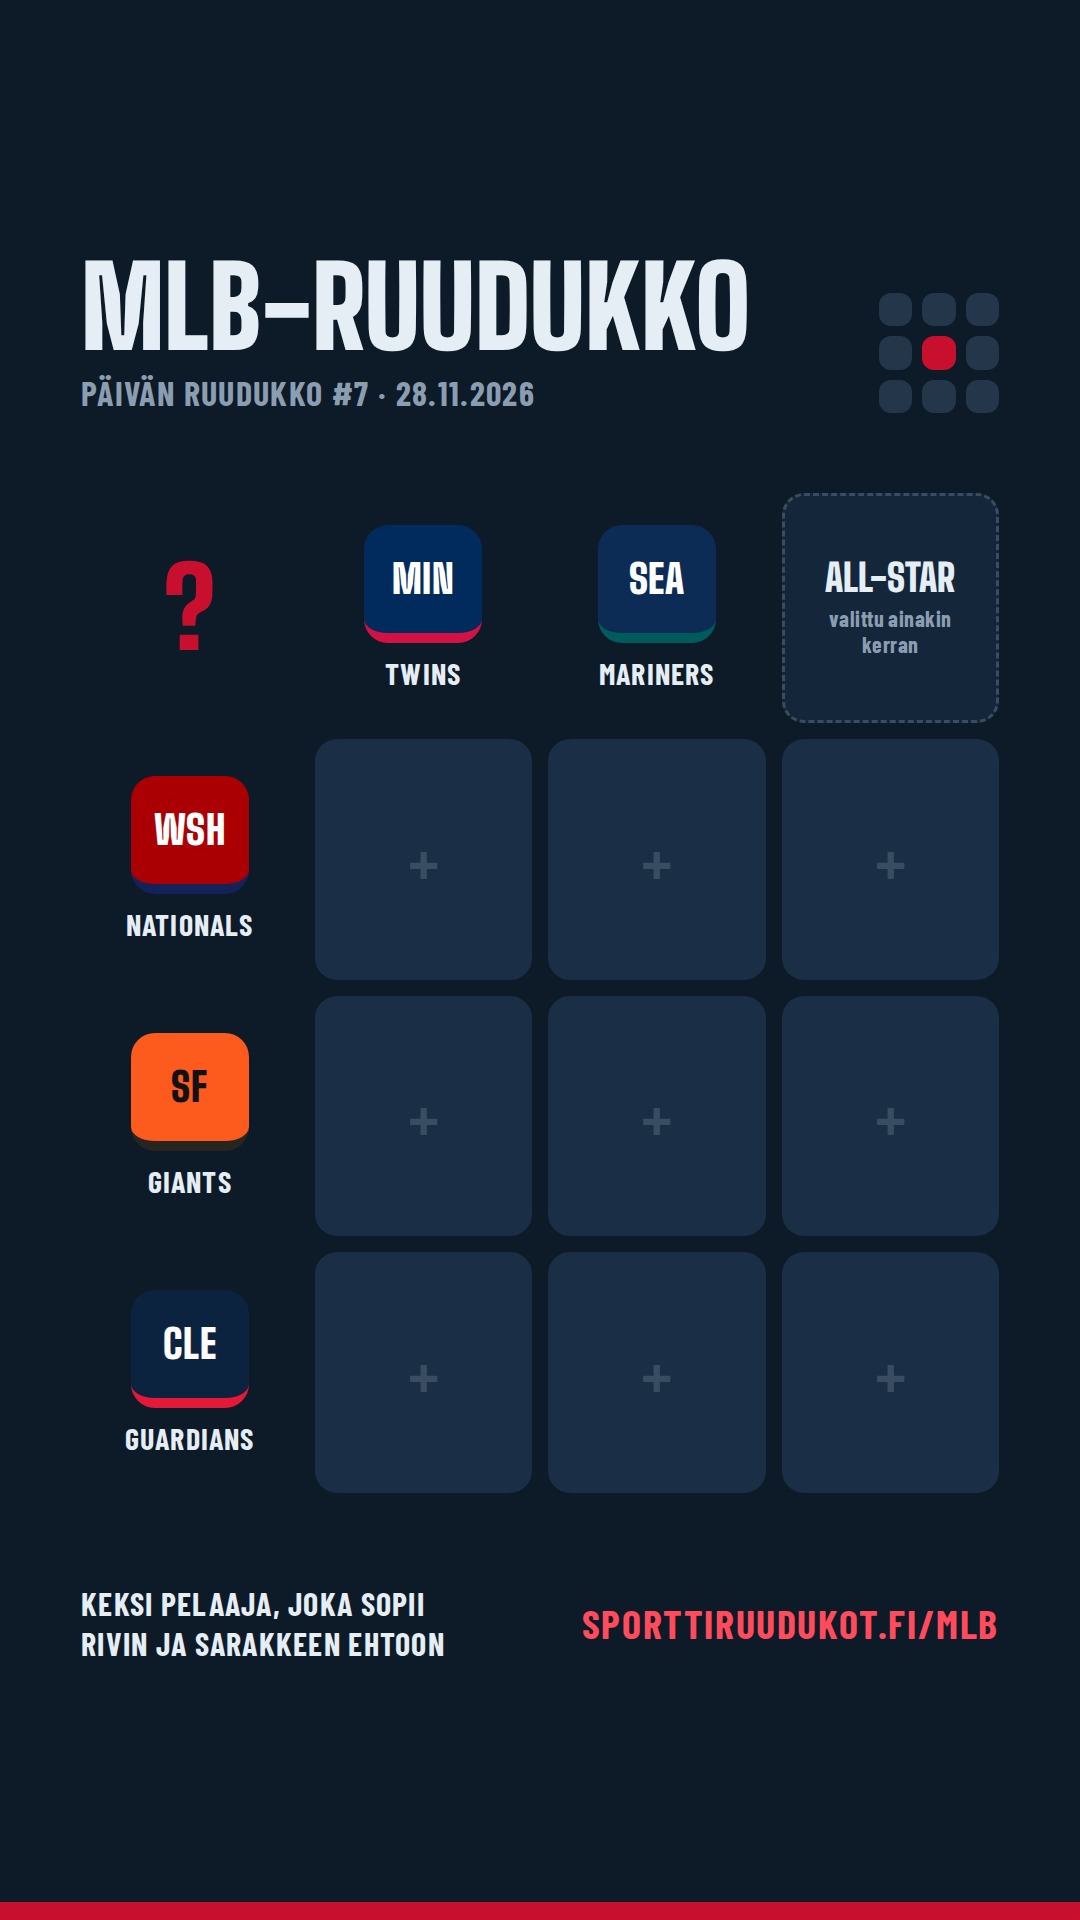 MLB–RUUDUKKO
PÄIVÄN RUUDUKKO #7 · 28.11.2026
?
MIN
TWINS
SEA
MARINERS
ALL–STAR
valittu ainakin
kerran
WSH
NATIONALS
+ + +
SF
GIANTS
+ + +
CLE
GUARDIANS
+ + +
KEKSI PELAAJA, JOKA SOPII
RIVIN JA SARAKKEEN EHTOON
SPORTTIRUUDUKOT.FI/MLB